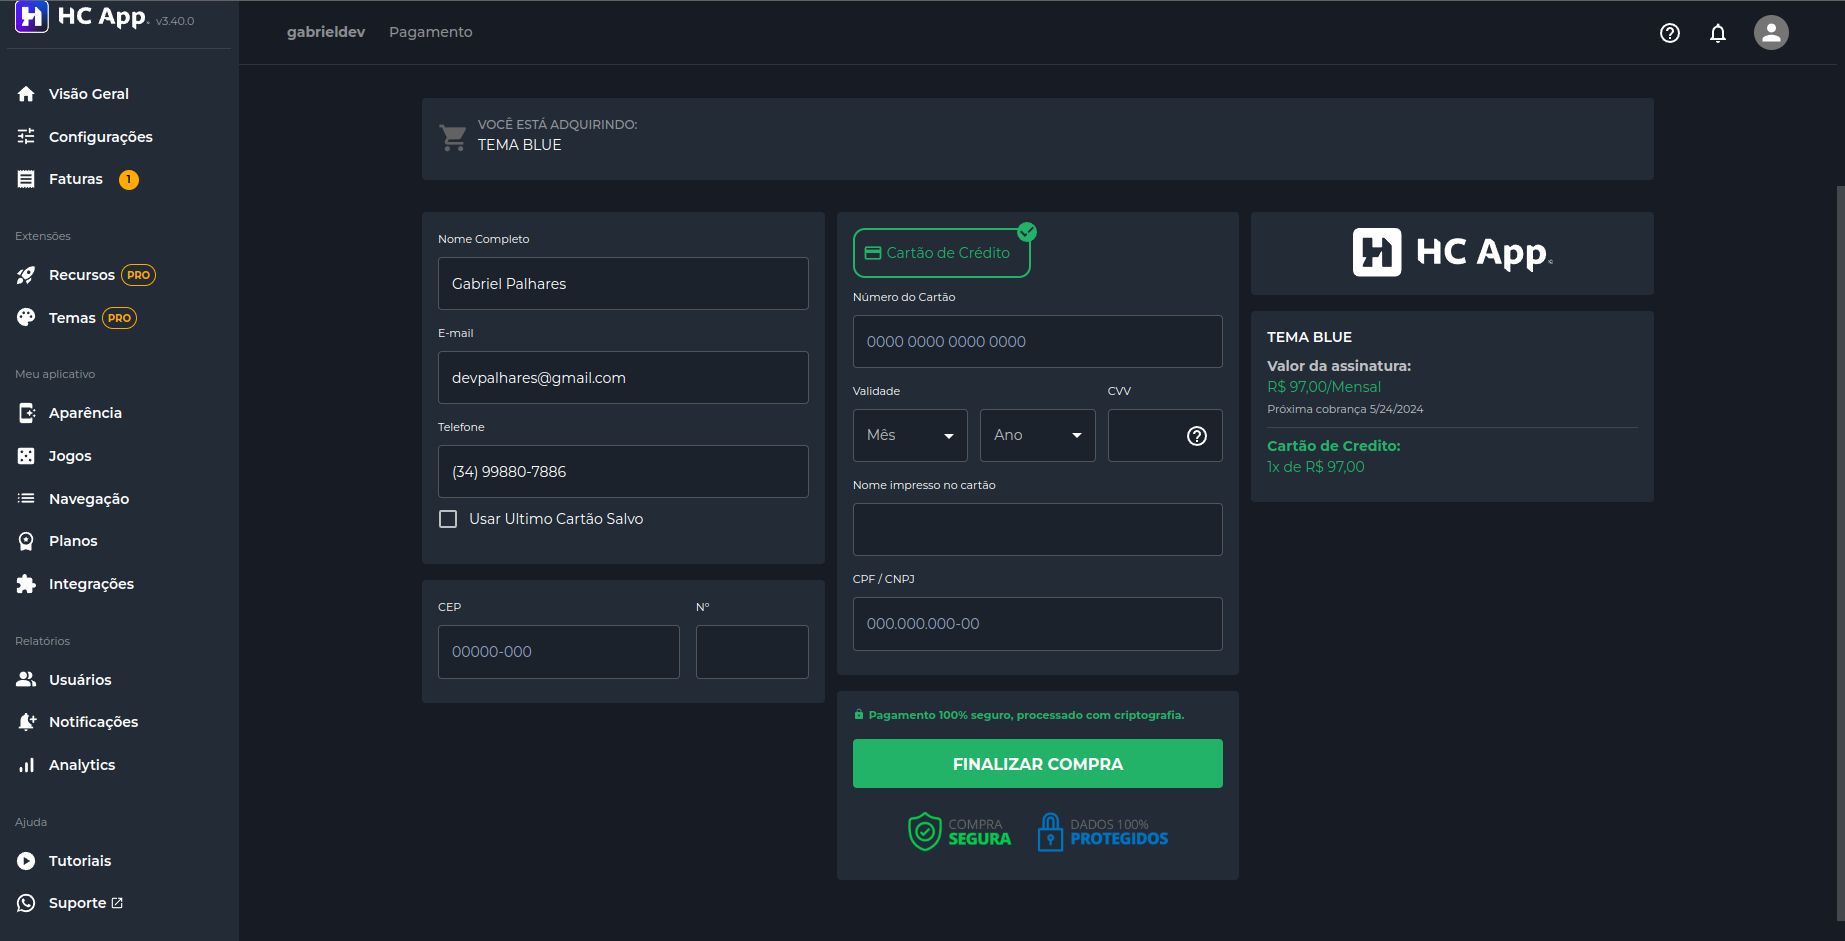 HC App. v3.40.0
Visão Geral
Configurações
Faturas 1
Extensões
Recursos PRO
Temas PRO
Meu aplicativo
Aparência
Jogos
Navegação
Planos
Integrações
Relatórios
Usuários
Notificações
Analytics
Ajuda
Tutoriais
Suporte
gabrieldev Pagamento
VOCÊ ESTÁ ADQUIRINDO:
TEMA BLUE
Nome Completo
Gabriel Palhares
E-mail
devpalhares@gmail.com
Telefone
(34) 99880-7886
Usar Ultimo Cartão Salvo
CEP Nº
00000-000
Cartão de Crédito
Número do Cartão
0000 0000 0000 0000
Validade CVV
Mês Ano
Nome impresso no cartão
CPF / CNPJ
000.000.000-00
Pagamento 100% seguro, processado com criptografia.
FINALIZAR COMPRA
COMPRA
SEGURA
DADOS 100%
PROTEGIDOS
HC App.
TEMA BLUE
Valor da assinatura:
R$ 97,00/Mensal
Próxima cobrança 5/24/2024
Cartão de Credito:
1x de R$ 97,00